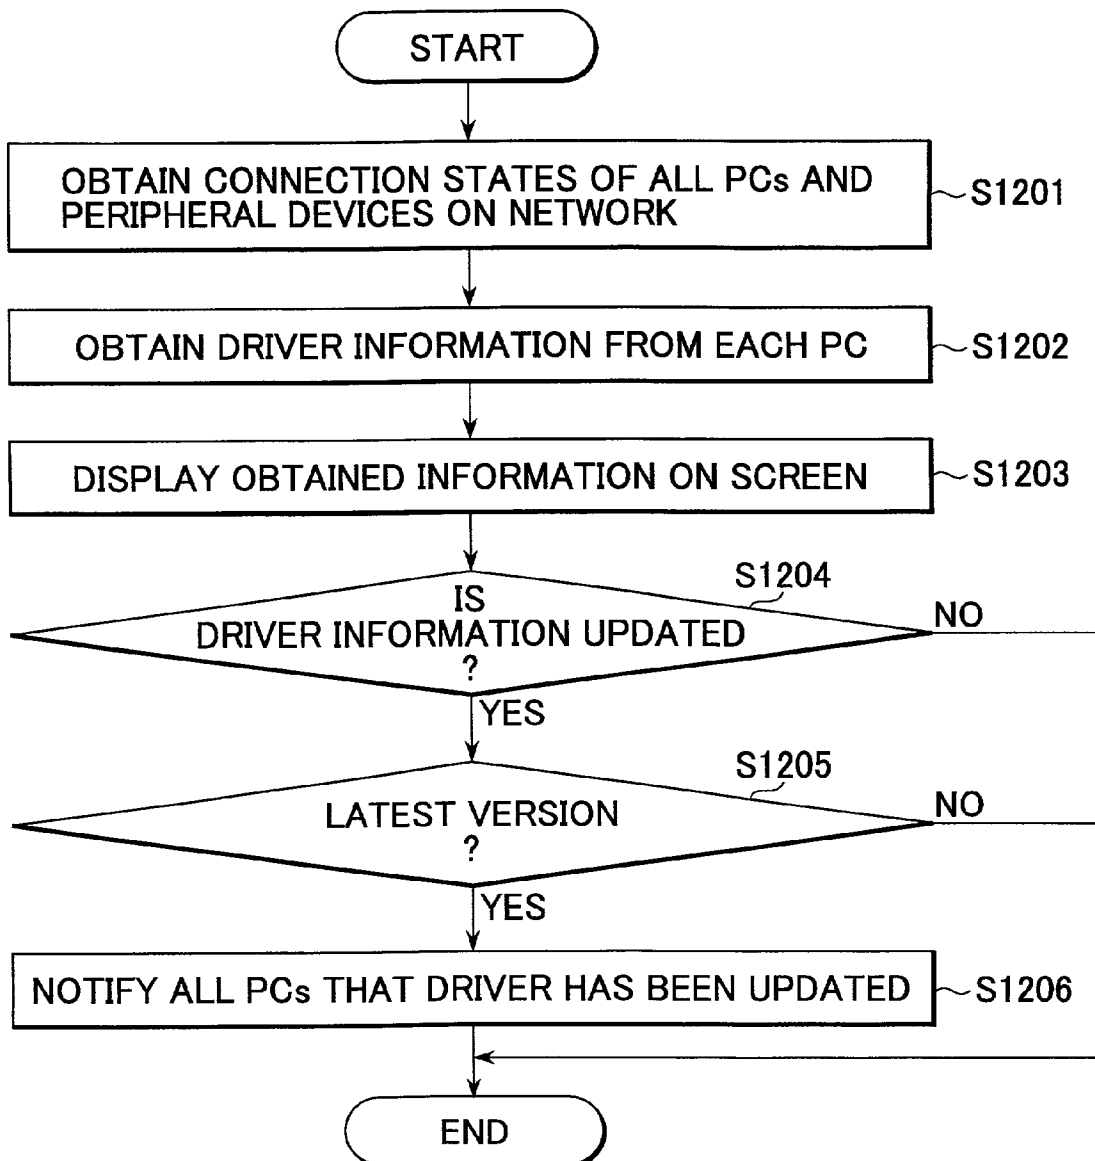 START
OBTAIN CONNECTION STATES OF ALL PCs AND
PERIPHERAL DEVICES ON NETWORK
S1201
OBTAIN DRIVER INFORMATION FROM EACH PC
S1202
DISPLAY OBTAINED INFORMATION ON SCREEN
S1203
S1204
IS
DRIVER INFORMATION UPDATED
?
NO
YES
S1205
LATEST VERSION
?
NO
YES
NOTIFY ALL PCs THAT DRIVER HAS BEEN UPDATED
S1206
END